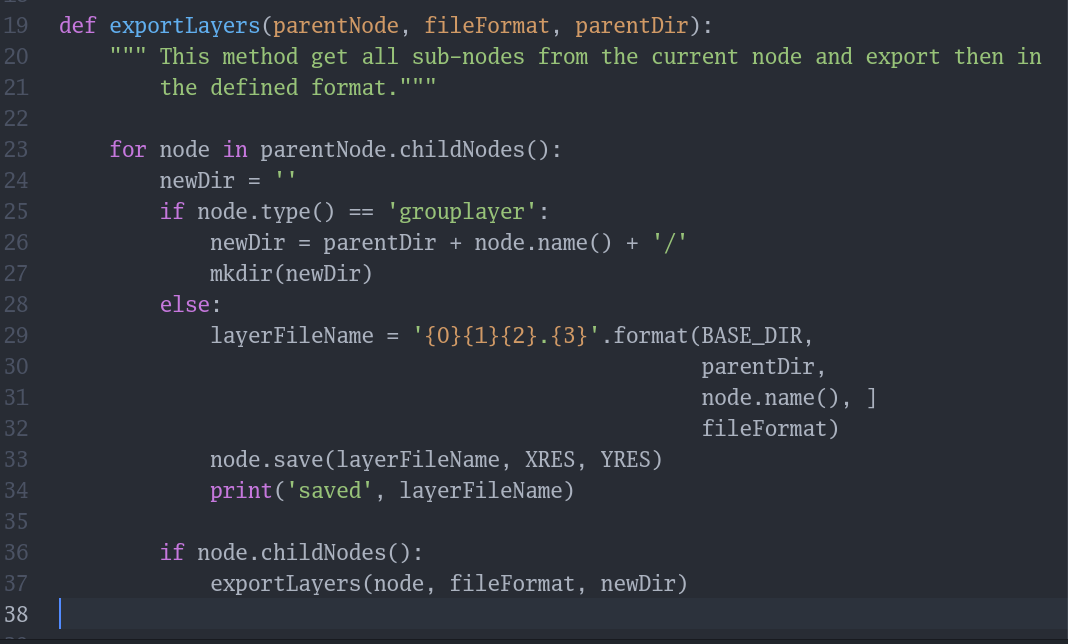 19 def exportLayers(parentNode, fileFormat, parentDir):
20     """ This method get all sub-nodes from the current node and export then in
21         the defined format."""
22
23     for node in parentNode.childNodes():
24         newDir = ''
25         if node.type() == 'grouplayer':
26             newDir = parentDir + node.name() + '/'
27             mkdir(newDir)
28         else:
29             layerFileName = '{0}{1}{2}.{3}'.format(BASE_DIR,
30                                                    parentDir,
31                                                    node.name(), ]
32                                                    fileFormat)
33             node.save(layerFileName, XRES, YRES)
34             print('saved', layerFileName)
35
36         if node.childNodes():
37             exportLayers(node, fileFormat, newDir)
38